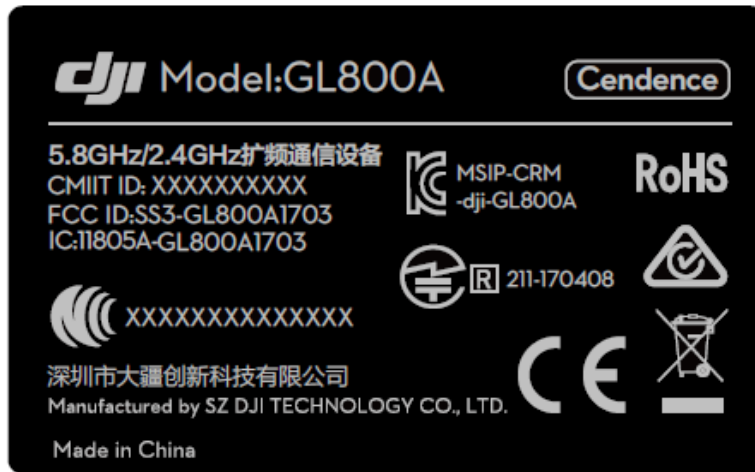 dji Model:GL800A
Cendence
5.8GHz/2.4GHz扩频通信设备
CMIIT ID: XXXXXXXXXX
FCC ID:SS3-GL800A1703
IC:11805A-GL800A1703
MSIP-CRM
-dji-GL800A
RoHS
R 211-170408
XXXXXXXXXXXXXX
CE
深圳市大疆创新科技有限公司
Manufactured by SZ DJI TECHNOLOGY CO., LTD.
Made in China